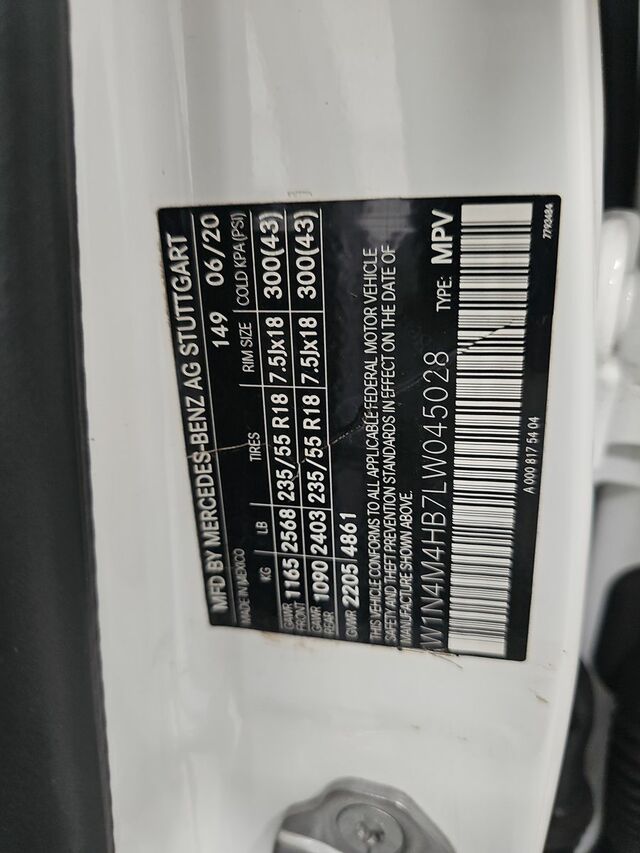 MFD BY MERCEDES-BENZ AG STUTTGART
MADE IN MEXICO 149 06/20
KG LB TIRES RIM SIZE COLD KPA (PSI)
GAWR FRONT 1165 2568 235/55 R18 7.5Jx18 300(43)
GAWR REAR 1090 2403 235/55 R18 7.5Jx18 300(43)
GVWR 2205 4861
THIS VEHICLE CONFORMS TO ALL APPLICABLE FEDERAL MOTOR VEHICLE
SAFETY AND THEFT PREVENTION STANDARDS IN EFFECT ON THE DATE OF
MANUFACTURE SHOWN ABOVE.
W1N4M4HB7LW045028 TYPE: MPV
A 000 817 54 04 7793484